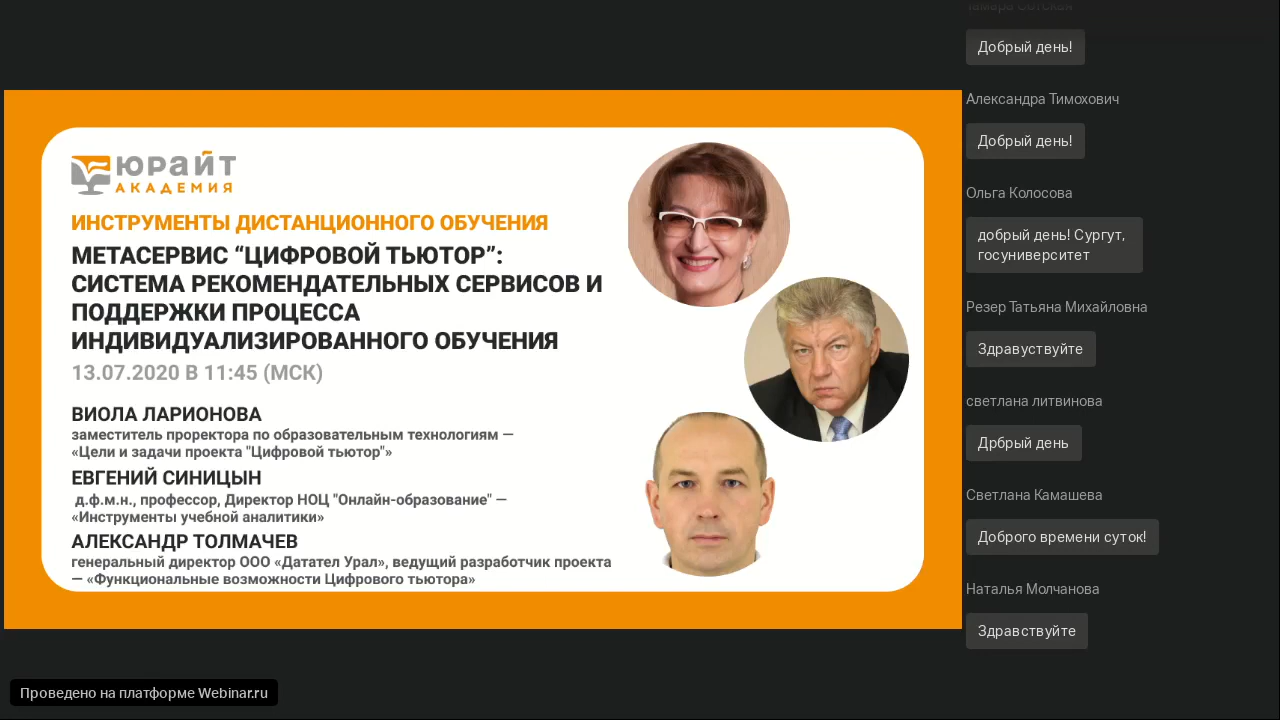 ЮРАЙТ
АКАДЕМИЯ
ИНСТРУМЕНТЫ ДИСТАНЦИОННОГО ОБУЧЕНИЯ
МЕТАСЕРВИС “ЦИФРОВОЙ ТЬЮТОР”:
СИСТЕМА РЕКОМЕНДАТЕЛЬНЫХ СЕРВИСОВ И
ПОДДЕРЖКИ ПРОЦЕССА
ИНДИВИДУАЛИЗИРОВАННОГО ОБУЧЕНИЯ
13.07.2020 В 11:45 (МСК)
ВИОЛА ЛАРИОНОВА
заместитель проректора по образовательным технологиям —
«Цели и задачи проекта "Цифровой тьютор"»
ЕВГЕНИЙ СИНИЦЫН
д.ф.м.н., профессор, Директор НОЦ "Онлайн-образование" —
«Инструменты учебной аналитики»
АЛЕКСАНДР ТОЛМАЧЕВ
генеральный директор ООО «Датател Урал», ведущий разработчик проекта
— «Функциональные возможности Цифрового тьютора»
Проведено на платформе Webinar.ru
Тамара
Добрый день!
Александра Тимохович
Добрый день!
Ольга Колосова
добрый день! Сургут,
госуниверситет
Резер Татьяна Михайловна
Здравуствуйте
светлана литвинова
Дрбрый день
Светлана Камашева
Доброго времени суток!
Наталья Молчанова
Здравствуйте